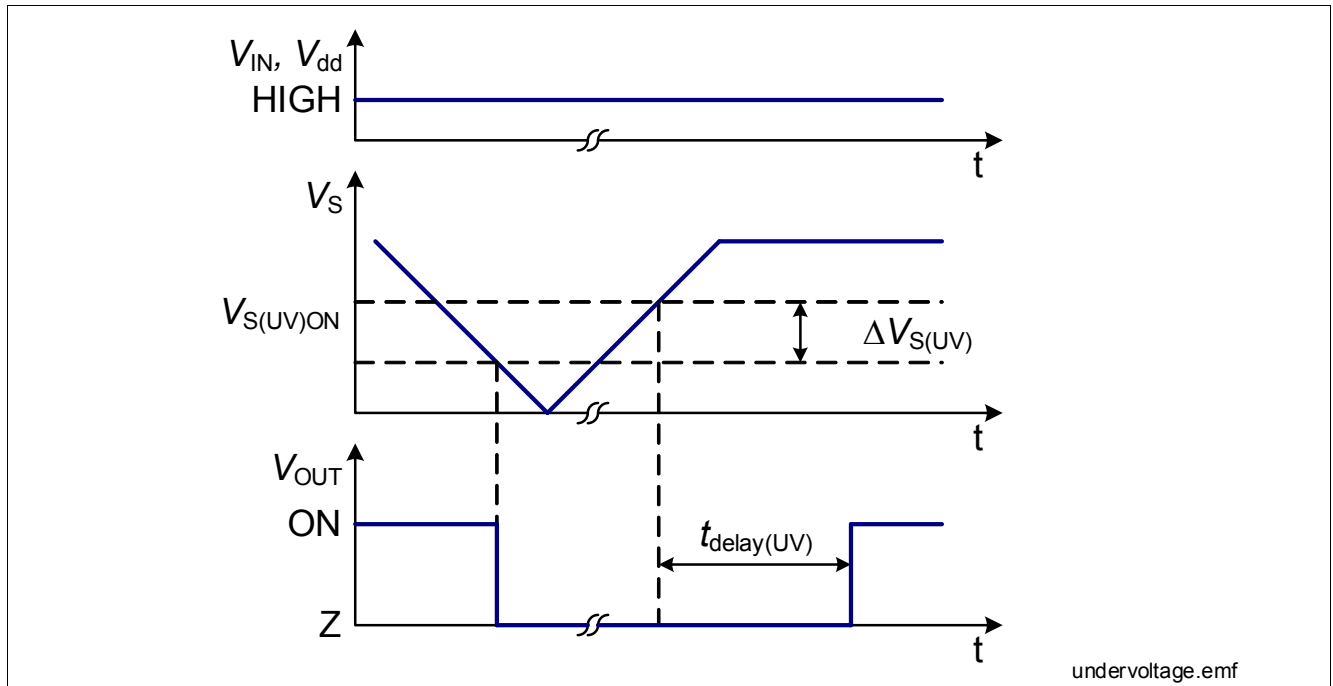 VIN, Vdd
HIGH
t
VS
VS(UV)ON
ΔVS(UV)
t
VOUT
ON
tdelay(UV)
Z
t
undervoltage.emf